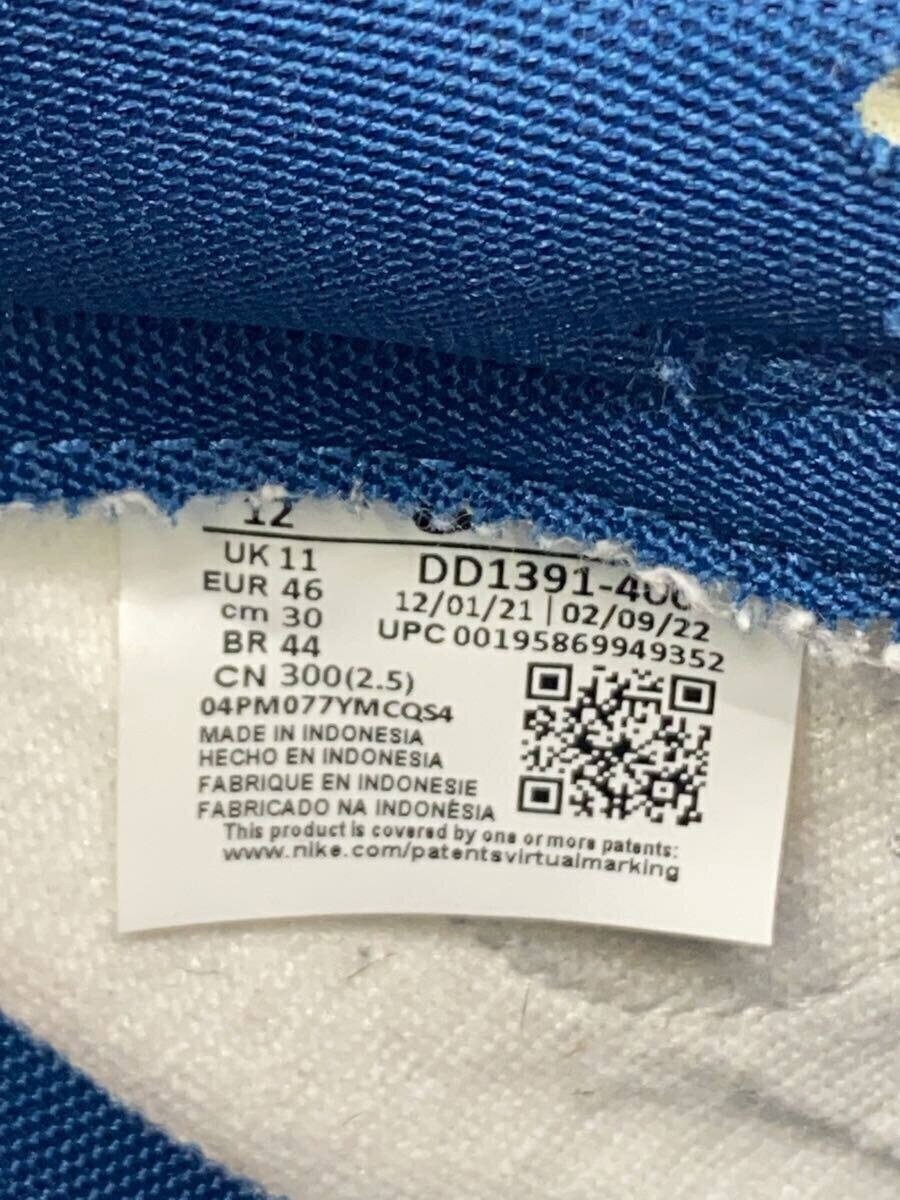 12
UK 11
EUR 46
cm 30
BR 44
CN 300(2.5)
DD1391-400
12/01/21 | 02/09/22
UPC 00195869949352
04PM077YMCQS4
MADE IN INDONESIA
HECHO EN INDONESIA
FABRIQUE EN INDONESIE
FABRICADO NA INDONÉSIA
This product is covered by one or more patents:
www.nike.com/patentsvirtualmarking